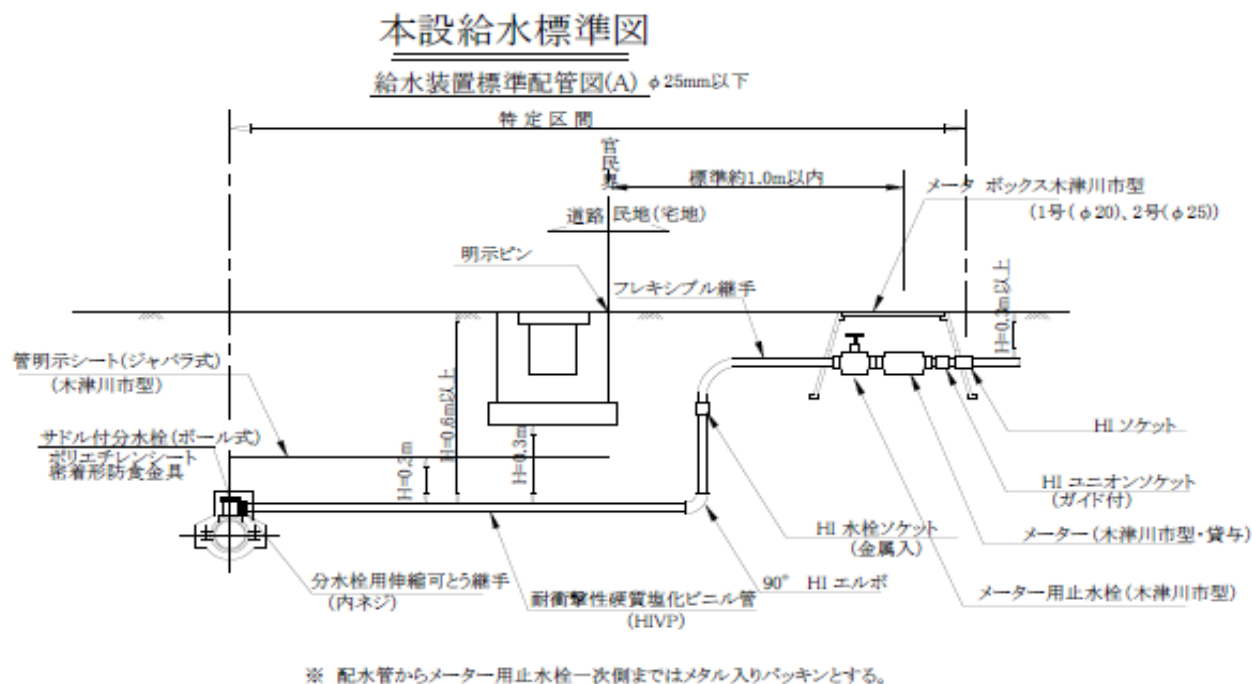 本設給水標準図
給水装置標準配管図(A) φ25mm以下
特定区間
官民界
標準約1.0m以内
メータ ボックス木津川市型
(1号(φ20)、2号(φ25))
道路 民地(宅地)
明示ピン
フレキシブル継手
H=0.3m以上
管明示シート(ジャバラ式)
(木津川市型)
H=0.6m以上
サドル付分水栓(ボール式)
ポリエチレンシート
密着形防食金具
H=0.3m
H=0.3m
HI ソケット
HI ユニオンソケット
(ガイド付)
HI 水栓ソケット
(金属入)
メーター(木津川市型・貸与)
分水栓用伸縮可とう継手
(内ネジ)
90° HI エルボ
耐衝撃性硬質塩化ビニル管
(HIVP)
メーター用止水栓(木津川市型)
※ 配水管からメーター用止水栓一次側まではメタル入りパッキンとする。